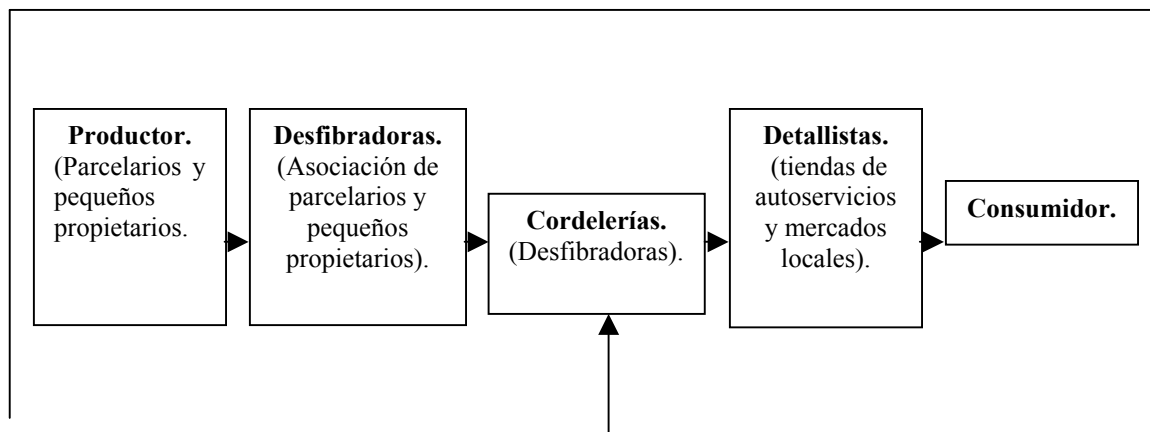 Productor.
(Parcelarios y
pequeños
propietarios.
Desfibradoras.
(Asociación de
parcelarios y
pequeños
propietarios).
Cordelerías.
(Desfibradoras).
Detallistas.
(tiendas de
autoservicios
y mercados
locales).
Consumidor.